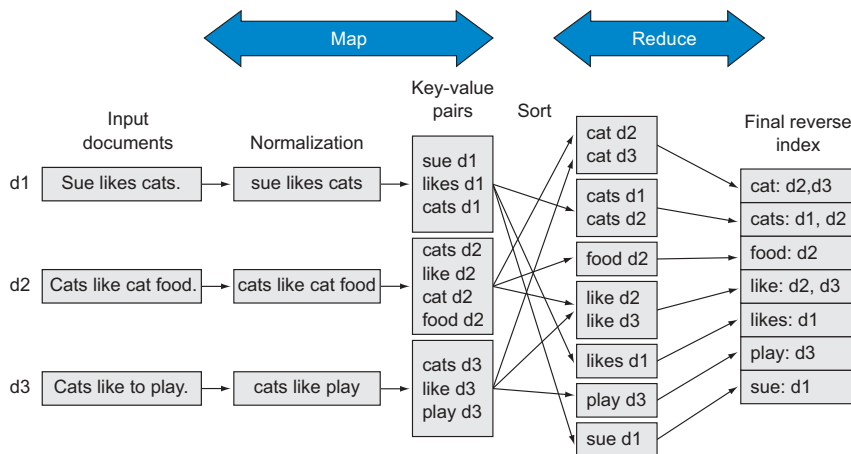 Map
Reduce
Input
documents
Normalization
Key-value
pairs
Sort
Final reverse
index
d1
Sue likes cats.
sue likes cats
sue d1
likes d1
cats d1
d2
Cats like cat food.
cats like cat food
cats d2
like d2
cat d2
food d2
d3
Cats like to play.
cats like play
cats d3
like d3
play d3
cat d2
cat d3
cats d1
cats d2
food d2
like d2
like d3
likes d1
play d3
sue d1
cat: d2,d3
cats: d1, d2
food: d2
like: d2, d3
likes: d1
play: d3
sue: d1